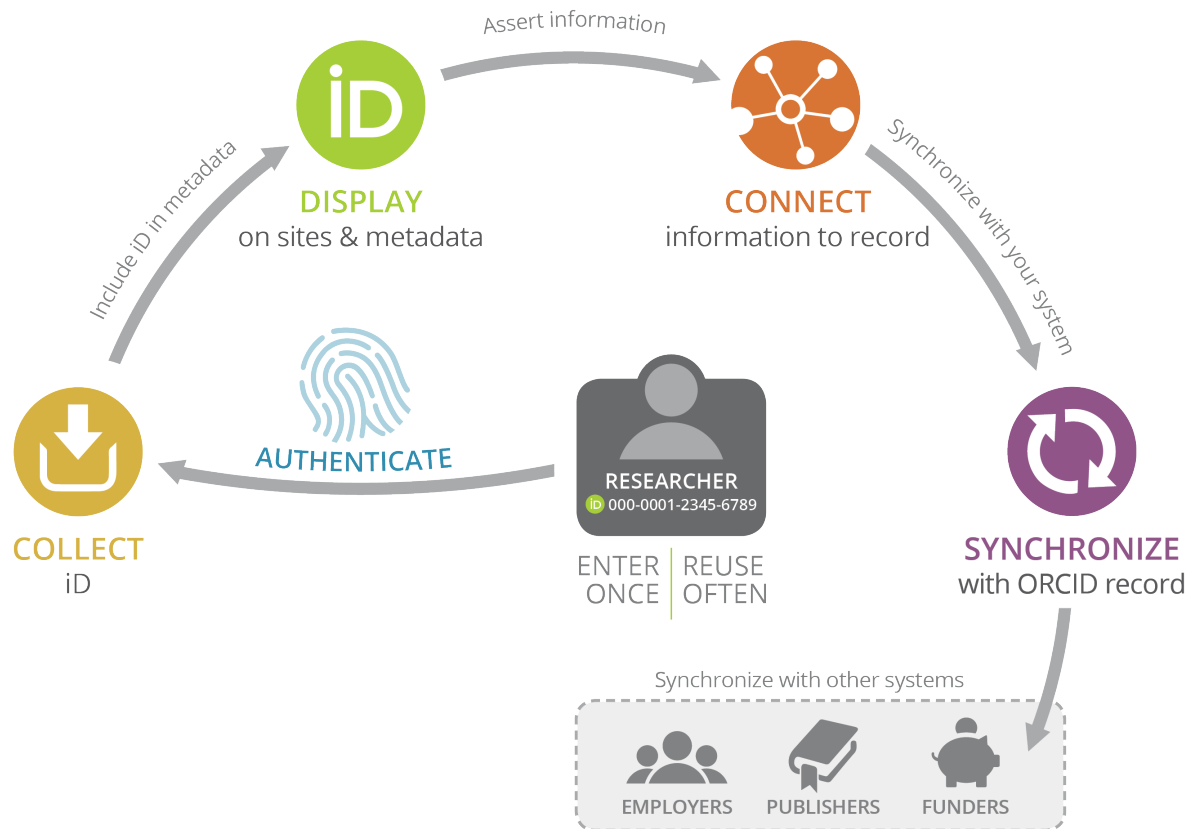 Assert information
iD
DISPLAY
on sites & metadata
CONNECT
information to record
Include iD in metadata
Synchronize with your system
AUTHENTICATE
RESEARCHER
iD 000-0001-2345-6789
ENTER ONCE
REUSE OFTEN
COLLECT
iD
SYNCHRONIZE
with ORCID record
Synchronize with other systems
EMPLOYERS
PUBLISHERS
FUNDERS